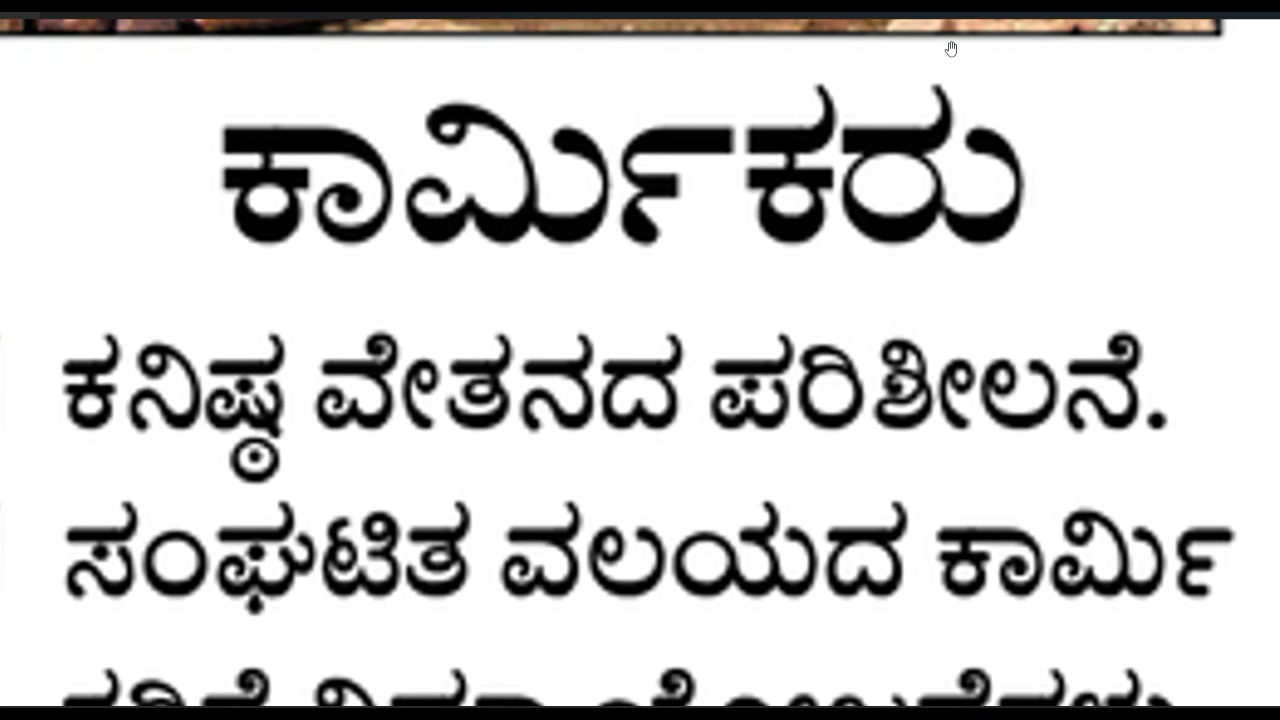 ಕಾರ್ಮಿಕರು
ಕನಿಷ್ಠ ವೇತನದ ಪರಿಶೀಲನೆ.
ಸಂಘಟಿತ ವಲಯದ ಕಾರ್ಮಿ